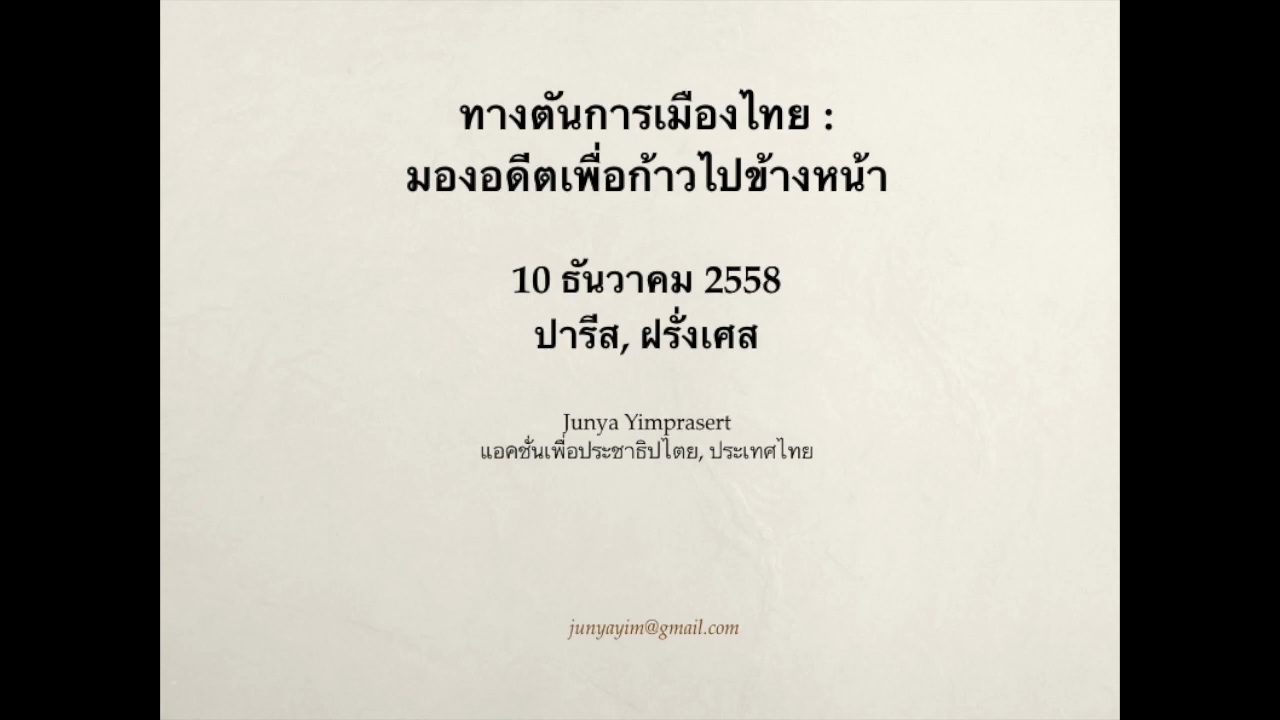 ทางตันการเมืองไทย :
มองอดีตเพื่อก้าวไปข้างหน้า
10 ธันวาคม 2558
ปารีส, ฝรั่งเศส
Junya Yimprasert
แอคชั่นเพื่อประชาธิปไตย, ประเทศไทย
junyayim@gmail.com